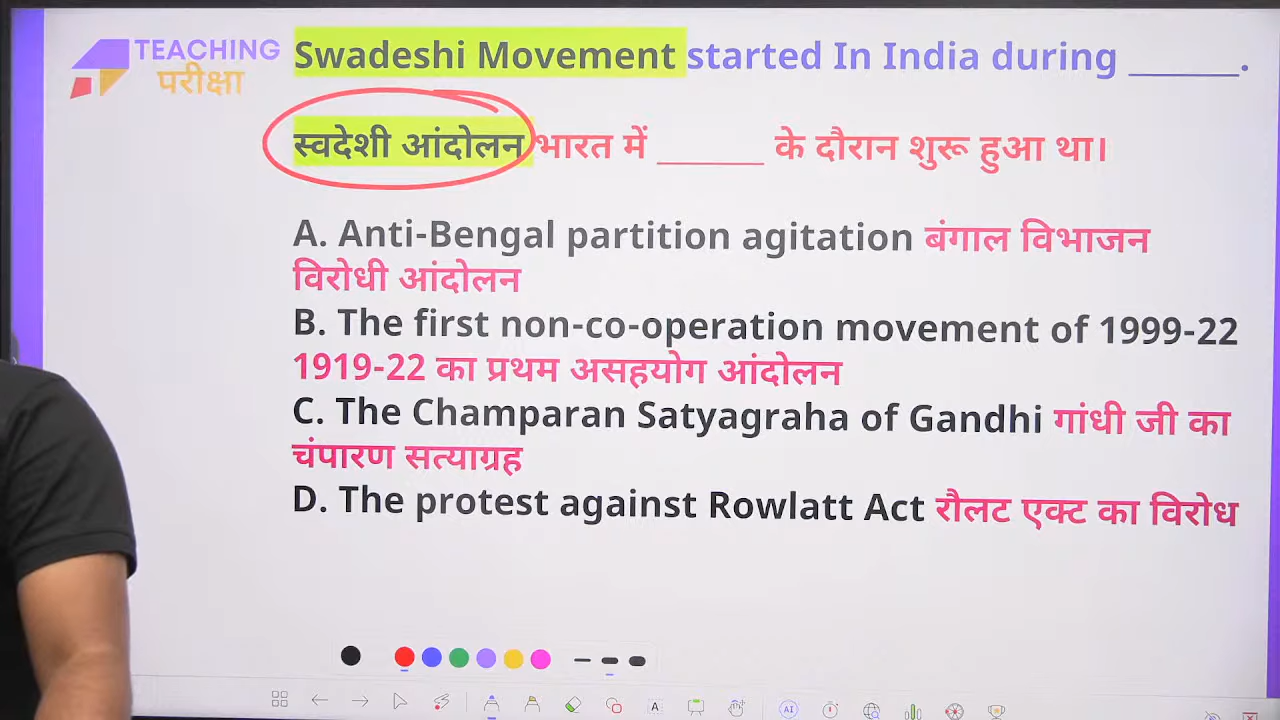 TEACHING
परीक्षा
Swadeshi Movement started In India during ______.
स्वदेशी आंदोलन भारत में ______ के दौरान शुरू हुआ था।
A. Anti-Bengal partition agitation बंगाल विभाजन
विरोधी आंदोलन
B. The first non-co-operation movement of 1999-22
1919-22 का प्रथम असहयोग आंदोलन
C. The Champaran Satyagraha of Gandhi गांधी जी का
चंपारण सत्याग्रह
D. The protest against Rowlatt Act रौलट एक्ट का विरोध
A
AI